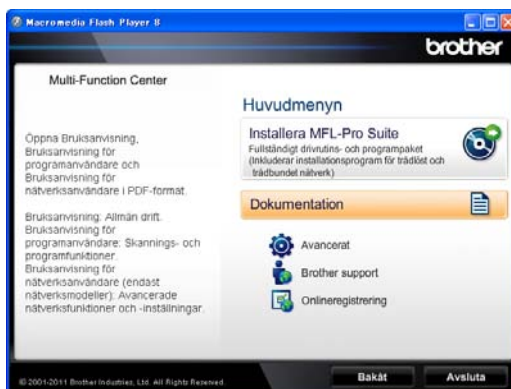 Macromedia Flash Player 8
brother
Multi-Function Center
Öppna Bruksanvisning,
Bruksanvisning för
programanvändare och
Bruksanvisning för
nätverksanvändare i PDF-format.
Bruksanvisning: Allmän drift.
Bruksanvisning för
programanvändare: Skannings- och
programfunktioner.
Bruksanvisning för
nätverksanvändare (endast
nätverksmodeller): Avancerade
nätverksfunktioner och -inställningar.
Huvudmenyn
Installera MFL-Pro Suite
Fullständigt drivrutins- och programpaket
(Inkluderar installationsprogram för trådlöst och
trådbundet nätverk)
Dokumentation
Avancerat
Brother support
Onlineregistrering
© 2001-2011 Brother Industries, Ltd. All Rights Reserved.
Bakåt
Avsluta